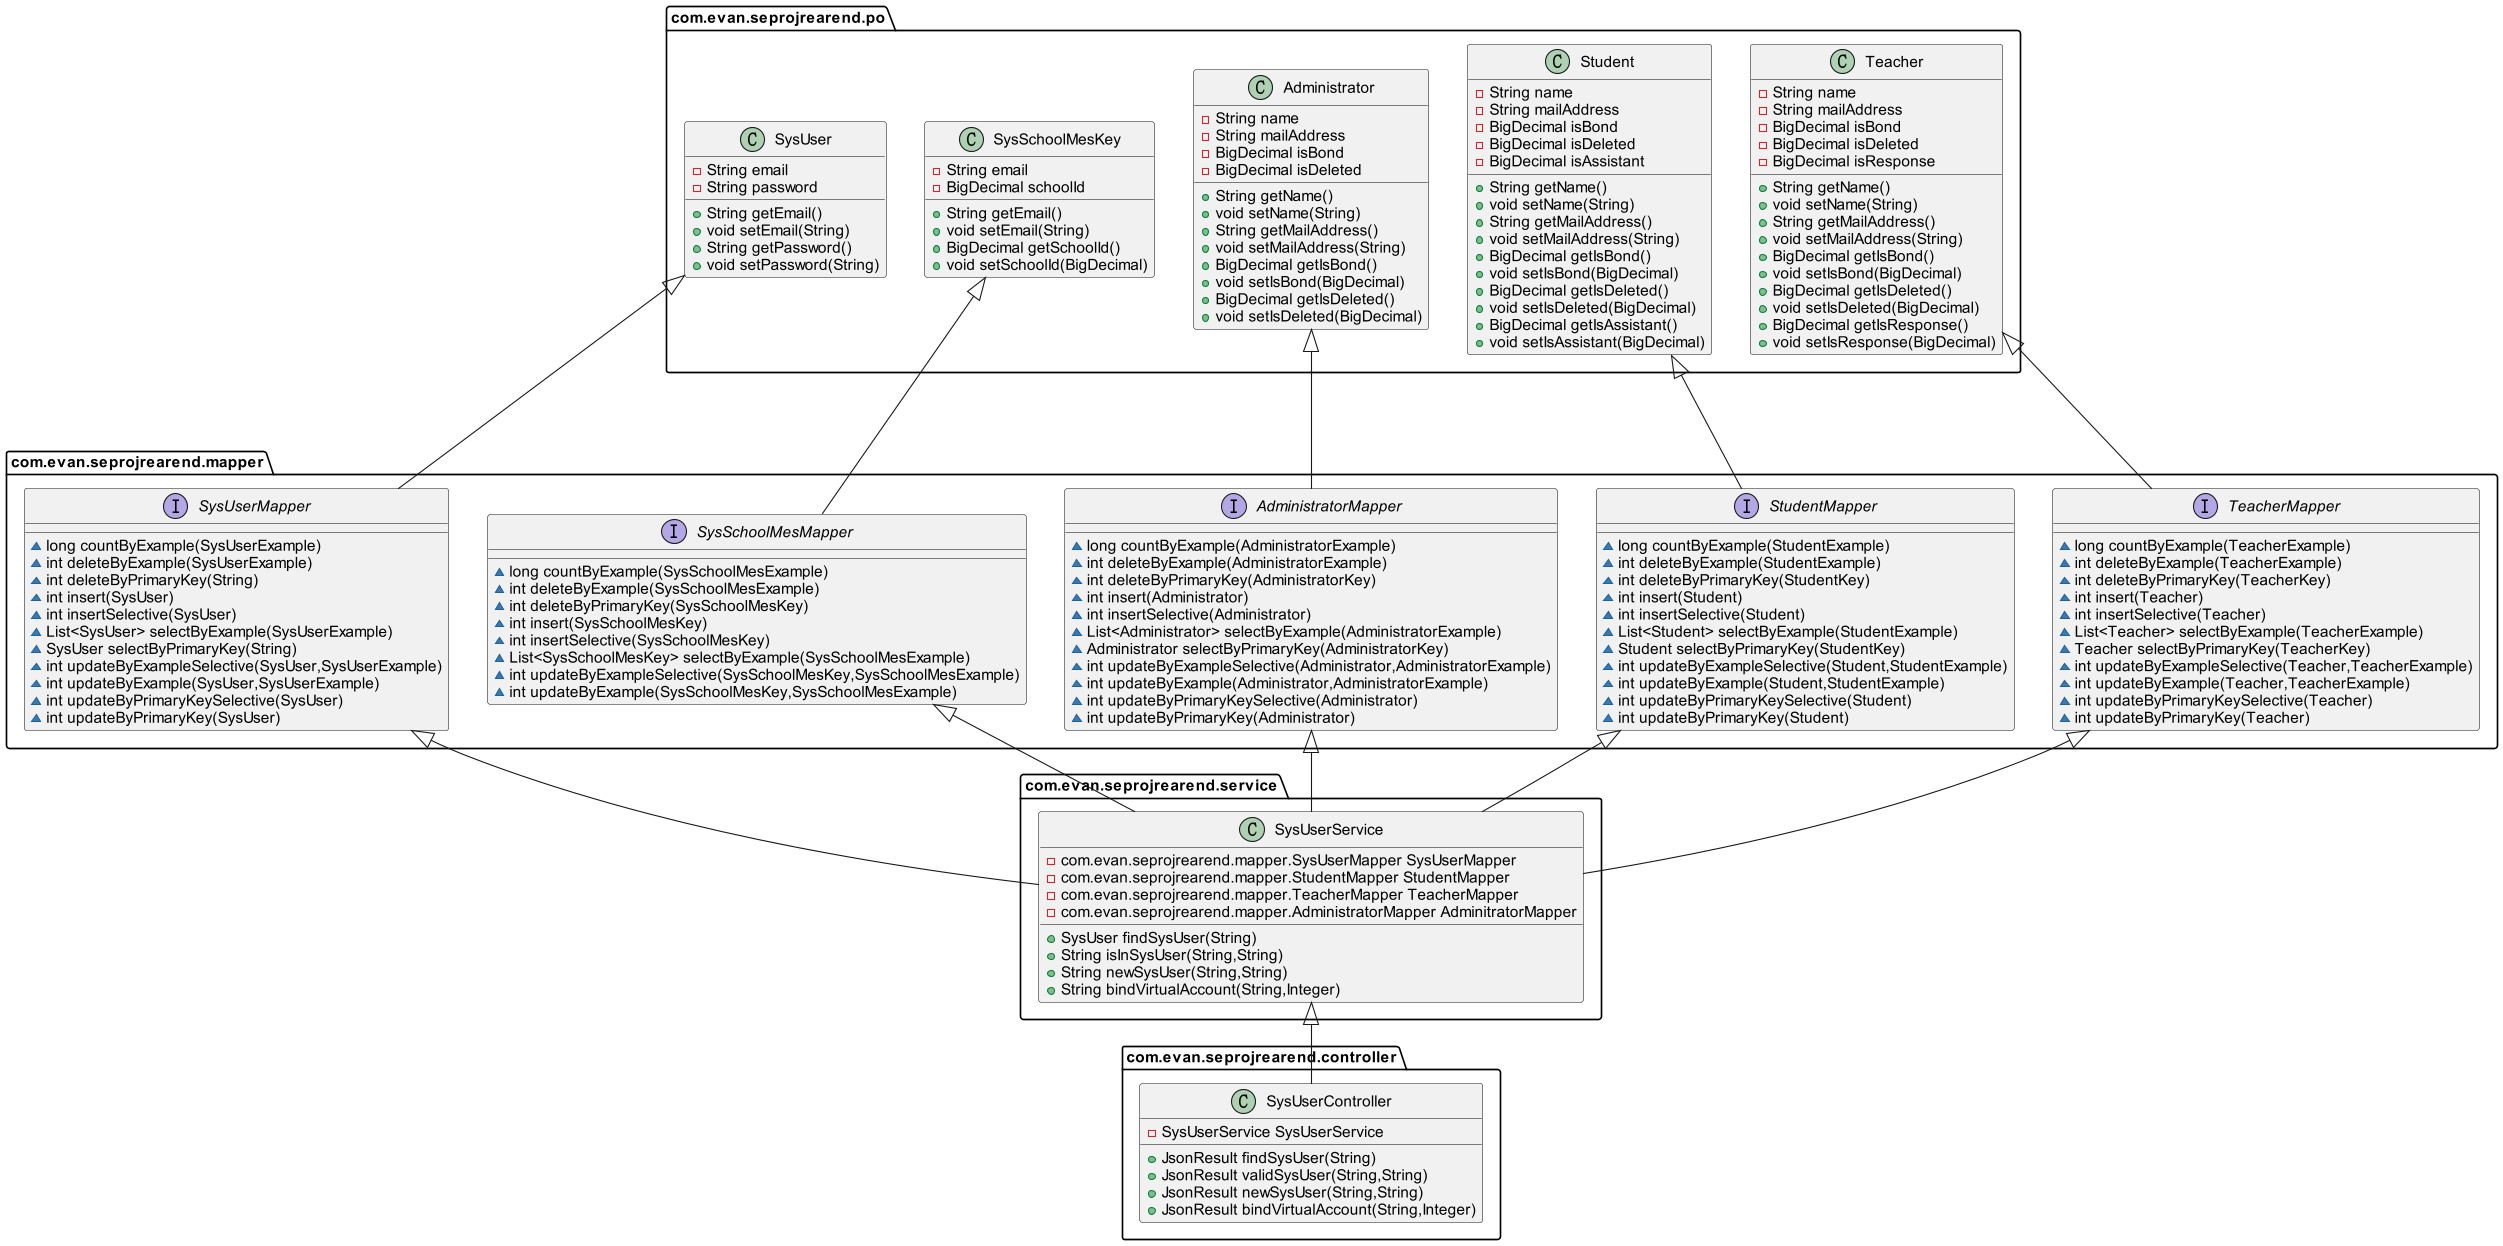 com.evan.seprojrearend.po
SysUser
String email
String password
String getEmail()
void setEmail(String)
String getPassword()
void setPassword(String)
SysSchoolMesKey
String email
BigDecimal schoolId
String getEmail()
void setEmail(String)
BigDecimal getSchoolId()
void setSchoolId(BigDecimal)
Administrator
String name
String mailAddress
BigDecimal isBond
BigDecimal isDeleted
String getName()
void setName(String)
String getMailAddress()
void setMailAddress(String)
BigDecimal getIsBond()
void setIsBond(BigDecimal)
BigDecimal getIsDeleted()
void setIsDeleted(BigDecimal)
Student
String name
String mailAddress
BigDecimal isBond
BigDecimal isDeleted
BigDecimal isAssistant
String getName()
void setName(String)
String getMailAddress()
void setMailAddress(String)
BigDecimal getIsBond()
void setIsBond(BigDecimal)
BigDecimal getIsDeleted()
void setIsDeleted(BigDecimal)
BigDecimal getIsAssistant()
void setIsAssistant(BigDecimal)
Teacher
String name
String mailAddress
BigDecimal isBond
BigDecimal isDeleted
BigDecimal isResponse
String getName()
void setName(String)
String getMailAddress()
void setMailAddress(String)
BigDecimal getIsBond()
void setIsBond(BigDecimal)
BigDecimal getIsDeleted()
void setIsDeleted(BigDecimal)
BigDecimal getIsResponse()
void setIsResponse(BigDecimal)
com.evan.seprojrearend.mapper
SysUserMapper
long countByExample(SysUserExample)
int deleteByExample(SysUserExample)
int deleteByPrimaryKey(String)
int insert(SysUser)
int insertSelective(SysUser)
List<SysUser> selectByExample(SysUserExample)
SysUser selectByPrimaryKey(String)
int updateByExampleSelective(SysUser,SysUserExample)
int updateByExample(SysUser,SysUserExample)
int updateByPrimaryKeySelective(SysUser)
int updateByPrimaryKey(SysUser)
SysSchoolMesMapper
long countByExample(SysSchoolMesExample)
int deleteByExample(SysSchoolMesExample)
int deleteByPrimaryKey(SysSchoolMesKey)
int insert(SysSchoolMesKey)
int insertSelective(SysSchoolMesKey)
List<SysSchoolMesKey> selectByExample(SysSchoolMesExample)
int updateByExampleSelective(SysSchoolMesKey,SysSchoolMesExample)
int updateByExample(SysSchoolMesKey,SysSchoolMesExample)
AdministratorMapper
long countByExample(AdministratorExample)
int deleteByExample(AdministratorExample)
int deleteByPrimaryKey(AdministratorKey)
int insert(Administrator)
int insertSelective(Administrator)
List<Administrator> selectByExample(AdministratorExample)
Administrator selectByPrimaryKey(AdministratorKey)
int updateByExampleSelective(Administrator,AdministratorExample)
int updateByExample(Administrator,AdministratorExample)
int updateByPrimaryKeySelective(Administrator)
int updateByPrimaryKey(Administrator)
StudentMapper
long countByExample(StudentExample)
int deleteByExample(StudentExample)
int deleteByPrimaryKey(StudentKey)
int insert(Student)
int insertSelective(Student)
List<Student> selectByExample(StudentExample)
Student selectByPrimaryKey(StudentKey)
int updateByExampleSelective(Student,StudentExample)
int updateByExample(Student,StudentExample)
int updateByPrimaryKeySelective(Student)
int updateByPrimaryKey(Student)
TeacherMapper
long countByExample(TeacherExample)
int deleteByExample(TeacherExample)
int deleteByPrimaryKey(TeacherKey)
int insert(Teacher)
int insertSelective(Teacher)
List<Teacher> selectByExample(TeacherExample)
Teacher selectByPrimaryKey(TeacherKey)
int updateByExampleSelective(Teacher,TeacherExample)
int updateByExample(Teacher,TeacherExample)
int updateByPrimaryKeySelective(Teacher)
int updateByPrimaryKey(Teacher)
com.evan.seprojrearend.service
SysUserService
com.evan.seprojrearend.mapper.SysUserMapper SysUserMapper
com.evan.seprojrearend.mapper.StudentMapper StudentMapper
com.evan.seprojrearend.mapper.TeacherMapper TeacherMapper
com.evan.seprojrearend.mapper.AdministratorMapper AdminitratorMapper
SysUser findSysUser(String)
String isInSysUser(String,String)
String newSysUser(String,String)
String bindVirtualAccount(String,Integer)
com.evan.seprojrearend.controller
SysUserController
SysUserService SysUserService
JsonResult findSysUser(String)
JsonResult validSysUser(String,String)
JsonResult newSysUser(String,String)
JsonResult bindVirtualAccount(String,Integer)